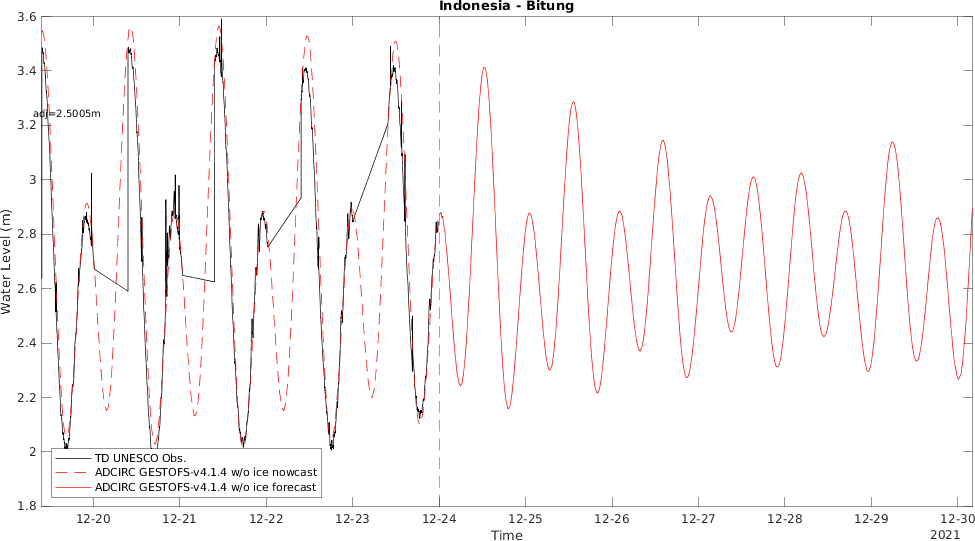 Indonesia - Bitung
3.6
3.4
adj=2.5005m
3.2
3
2.8
2.6
2.4
2.2
2
1.8
Water Level (m)
TD UNESCO Obs.
ADCIRC GESTOFS-v4.1.4 w/o ice nowcast
ADCIRC GESTOFS-v4.1.4 w/o ice forecast
12-20 12-21 12-22 12-23 12-24 12-25 12-26 12-27 12-28 12-29 12-30
Time
2021